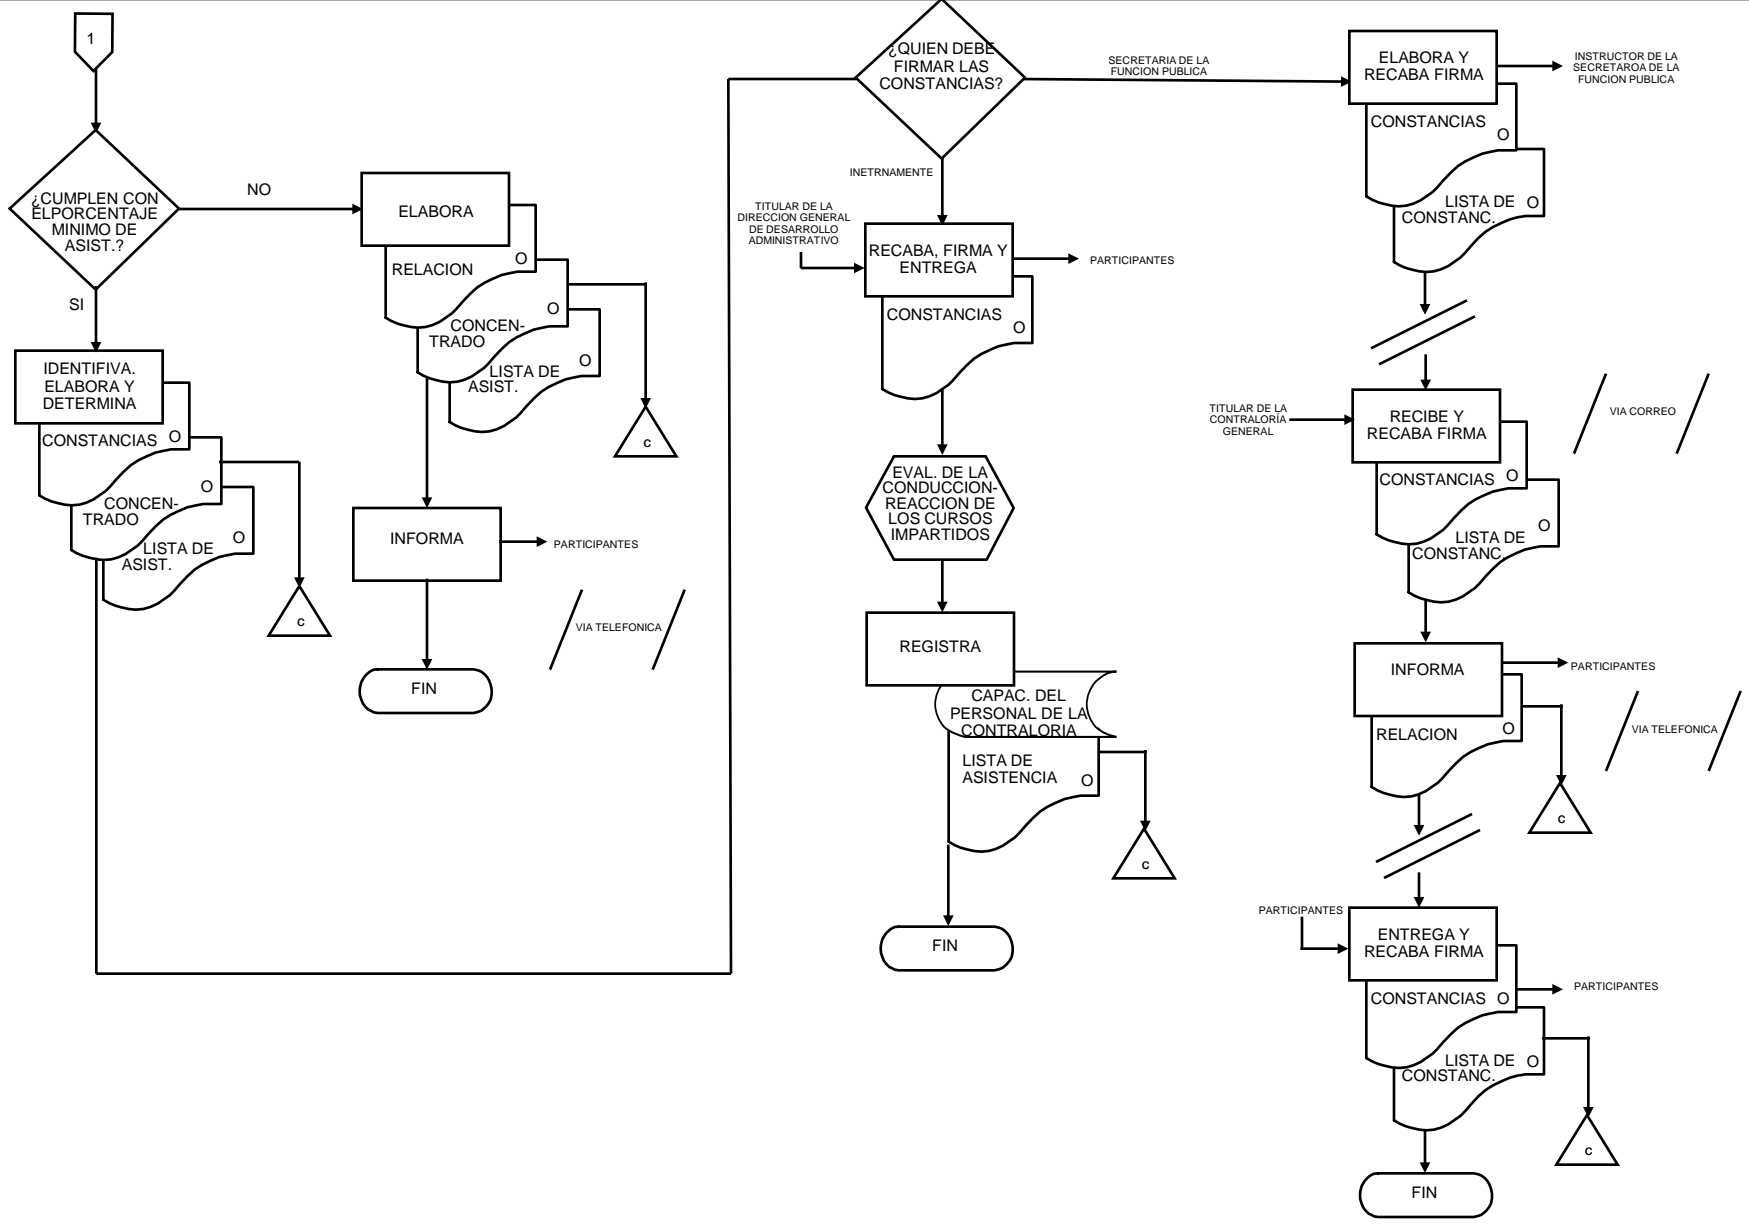 1
¿CUMPLEN CON
ELPORCENTAJE
MINIMO DE
ASIST.?
NO
SI
IDENTIFIVA.
ELABORA Y
DETERMINA
CONSTANCIAS
O
CONCEN-
TRADO
O
LISTA DE
ASIST.
O
c
ELABORA
RELACION
O
CONCEN-
TRADO
O
LISTA DE
ASIST.
O
c
INFORMA
PARTICIPANTES
VIA TELEFONICA
FIN
¿QUIEN DEBE
FIRMAR LAS
CONSTANCIAS?
SECRETARIA DE LA
FUNCION PUBLICA
INETRNAMENTE
TITULAR DE LA
DIRECCION GENERAL
DE DESARROLLO
ADMINISTRATIVO
RECABA, FIRMA Y
ENTREGA
PARTICIPANTES
CONSTANCIAS
O
EVAL. DE LA
CONDUCCION-
REACCION DE
LOS CURSOS
IMPARTIDOS
REGISTRA
CAPAC. DEL
PERSONAL DE LA
CONTRALORIA
LISTA DE
ASISTENCIA
O
c
FIN
ELABORA Y
RECABA FIRMA
INSTRUCTOR DE LA
SECRETAROA DE LA
FUNCION PUBLICA
CONSTANCIAS
O
LISTA DE
CONSTANC.
O
TITULAR DE LA
CONTRALORÍA
GENERAL
RECIBE Y
RECABA FIRMA
VIA CORREO
CONSTANCIAS
O
LISTA DE
CONSTANC.
O
INFORMA
PARTICIPANTES
VIA TELEFONICA
RELACION
O
c
PARTICIPANTES
ENTREGA Y
RECABA FIRMA
CONSTANCIAS
O
PARTICIPANTES
LISTA DE
CONSTANC.
O
c
FIN